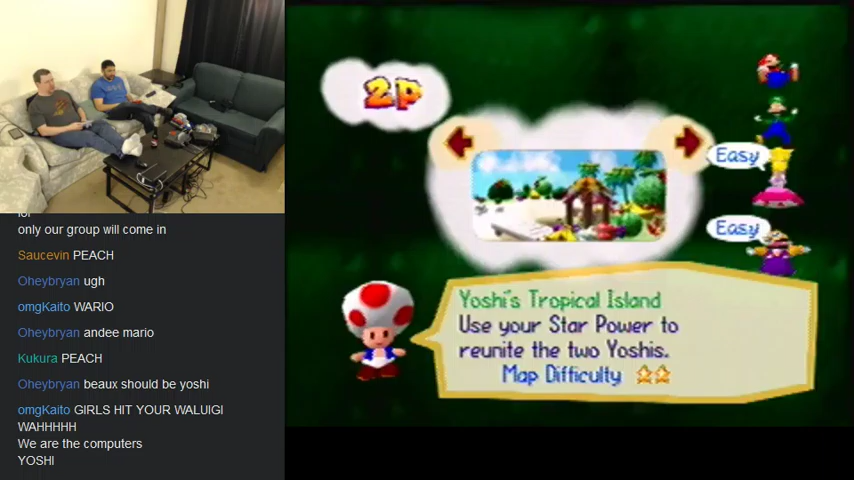 only our group will come in
Saucevin PEACH
Oheybryan ugh
omgKaito WARIO
Oheybryan andee mario
Kukura PEACH
Oheybryan beaux should be yoshi
omgKaito GIRLS HIT YOUR WALUIGI
WAHHHHH
We are the computers
YOSHI
2P
Easy
Easy
Yoshi's Tropical Island
Use your Star Power to
reunite the two Yoshis.
Map Difficulty